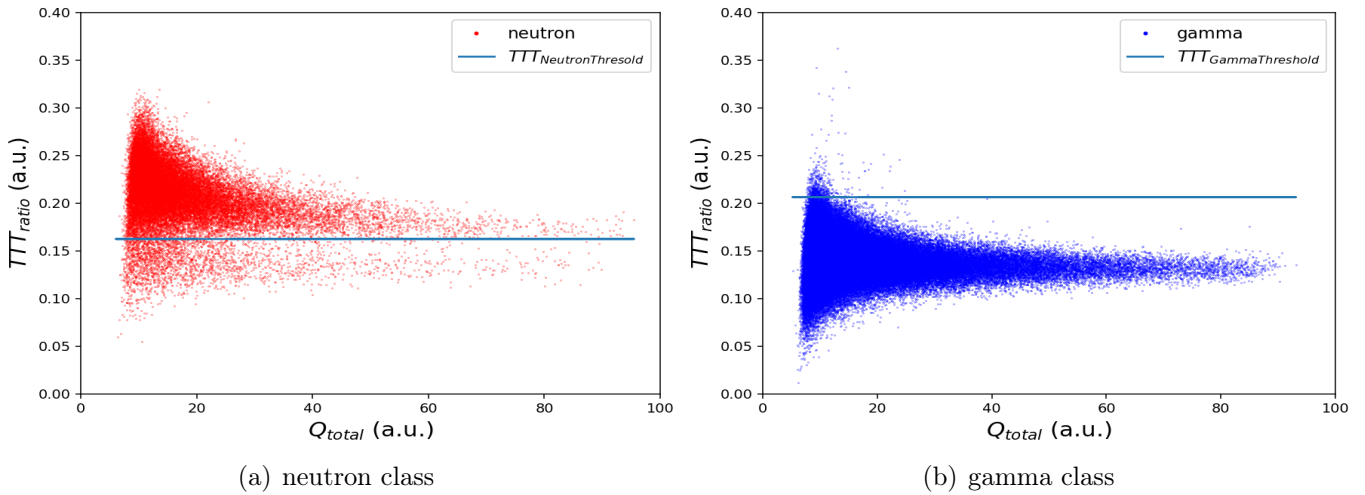 0.40
0.35
0.30
0.25
0.20
0.15
0.10
0.05
0.00
TTT_ratio (a.u.)
neutron
TTT_NeutronThresold
0 20 40 60 80 100
Q_total (a.u.)
(a) neutron class
0.40
0.35
0.30
0.25
0.20
0.15
0.10
0.05
0.00
TTT_ratio (a.u.)
gamma
TTT_GammaThreshold
0 20 40 60 80 100
Q_total (a.u.)
(b) gamma class